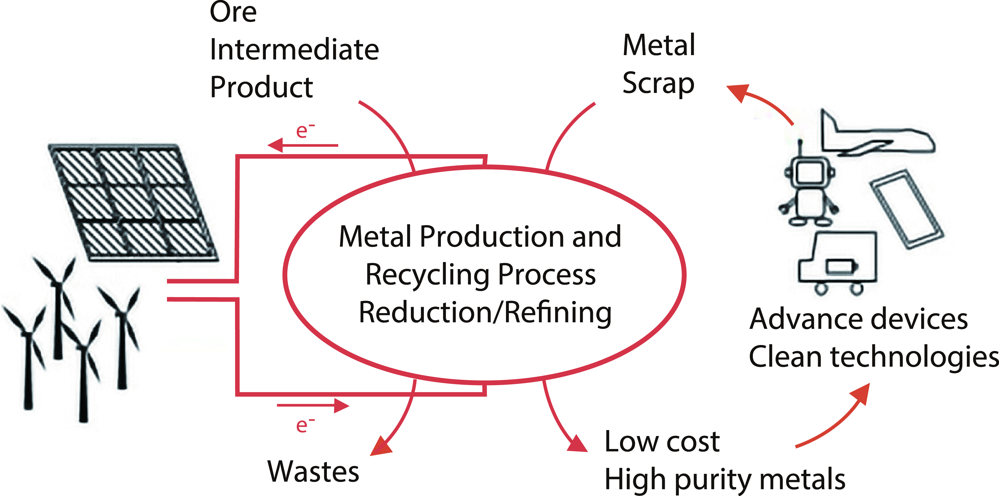 Ore
Intermediate
Product
Metal
Scrap
e-
Metal Production and
Recycling Process
Reduction/Refining
Advance devices
Clean technologies
e-
Wastes
Low cost
High purity metals